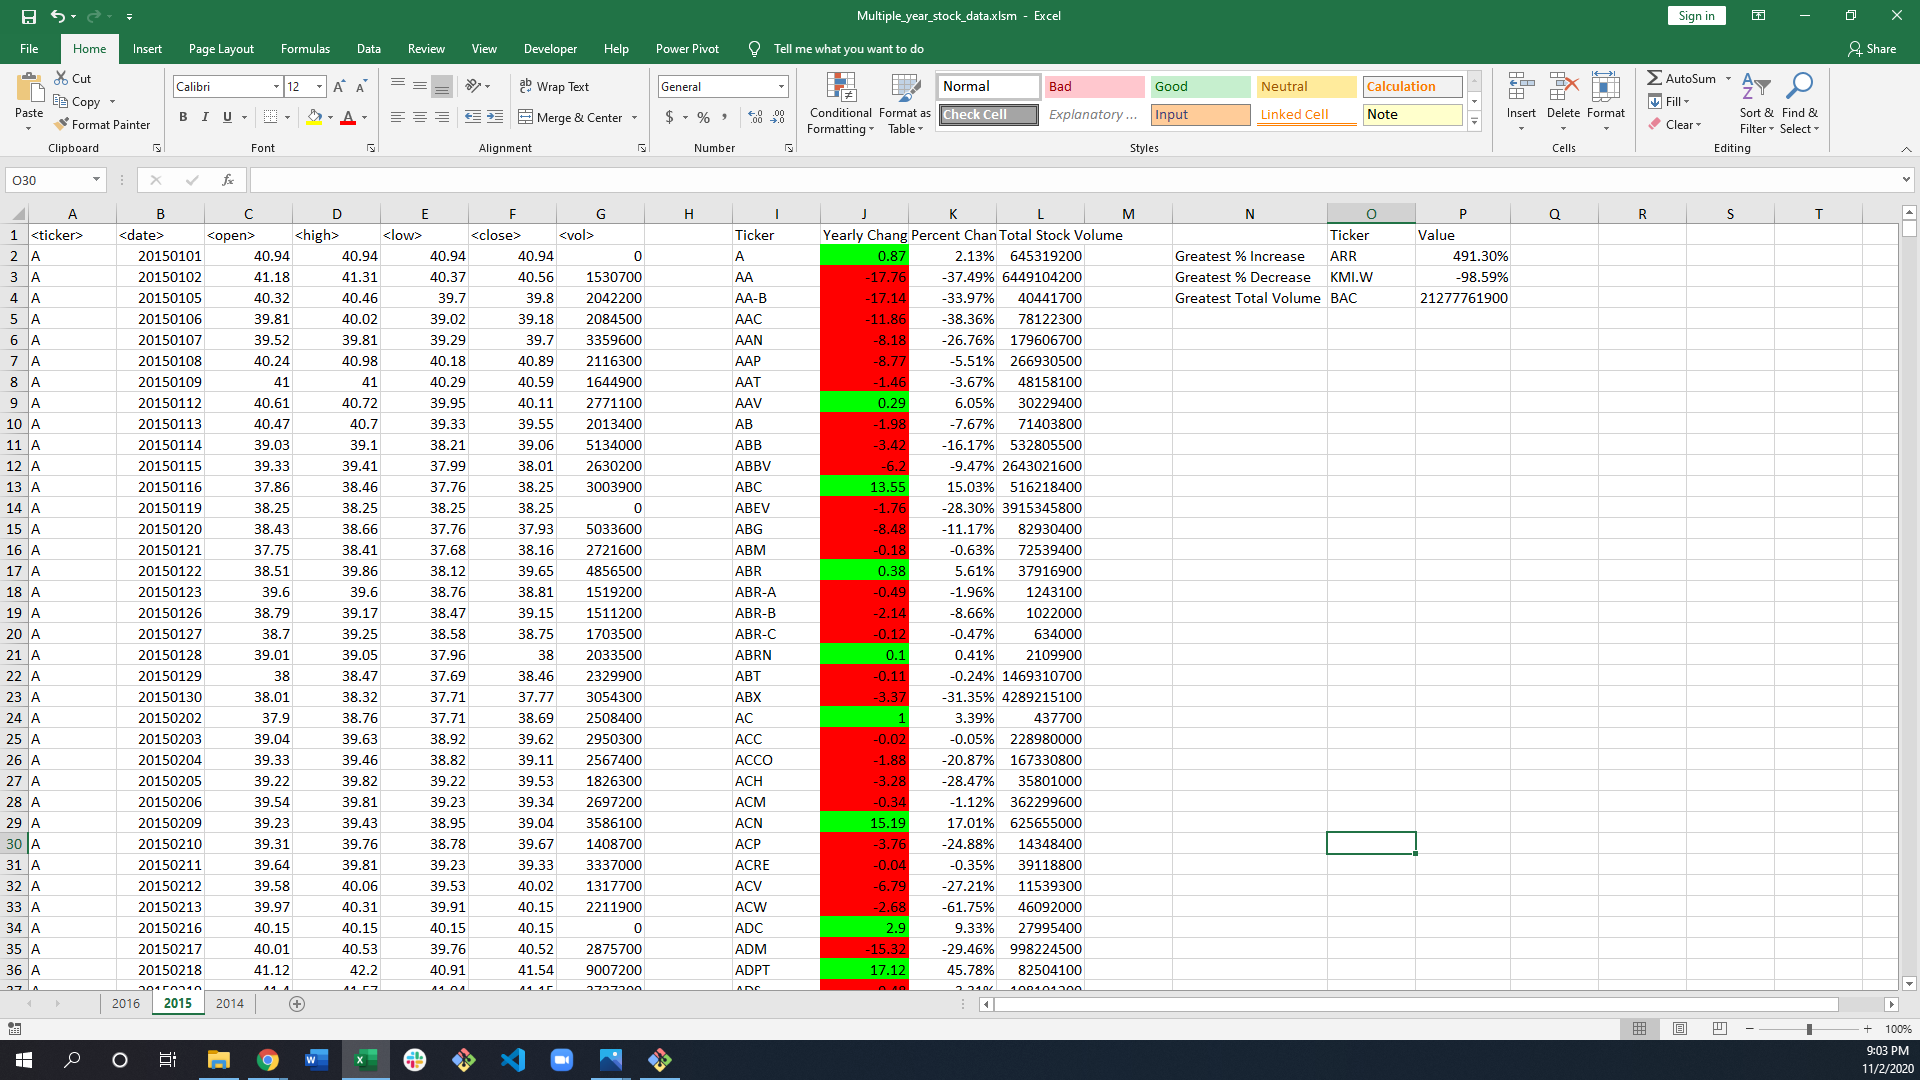 Multiple_year_stock_data.xlsm - Excel
Sign in
File Home Insert Page Layout Formulas Data Review View Developer Help Power Pivot Tell me what you want to do Share
Paste Cut Copy Format Painter
Calibri 12
B I U
Wrap Text
Merge & Center
General
$ % ,
Conditional Formatting Format as Table
Normal Bad Good Neutral Calculation
Check Cell Explanatory ... Input Linked Cell Note
Insert Delete Format
AutoSum Fill Clear
Sort & Filter Find & Select
Clipboard Font Alignment Number Styles Cells Editing
O30 fx
A B C D E F G H I J K L M N O P Q R S T
1 <ticker> <date> <open> <high> <low> <close> <vol> Ticker Yearly Chang Percent Chan Total Stock Volume Ticker Value
2 A 20150101 40.94 40.94 40.94 40.94 0 A 0.87 2.13% 645319200 Greatest % Increase ARR 491.30%
3 A 20150102 41.18 41.31 40.37 40.56 1530700 AA -17.76 -37.49% 6449104200 Greatest % Decrease KMI.W -98.59%
4 A 20150105 40.32 40.46 39.7 39.8 2042200 AA-B -17.14 -33.97% 40441700 Greatest Total Volume BAC 21277761900
5 A 20150106 39.81 40.02 39.02 39.18 2084500 AAC -11.86 -38.36% 78122300
6 A 20150107 39.52 39.81 39.29 39.7 3359600 AAN -8.18 -26.76% 179606700
7 A 20150108 40.24 40.98 40.18 40.89 2116300 AAP -8.77 -5.51% 266930500
8 A 20150109 41 41 40.29 40.59 1644900 AAT -1.46 -3.67% 48158100
9 A 20150112 40.61 40.72 39.95 40.11 2771100 AAV 0.29 6.05% 30229400
10 A 20150113 40.47 40.7 39.33 39.55 2013400 AB -1.98 -7.67% 71403800
11 A 20150114 39.03 39.1 38.21 39.06 5134000 ABB -3.42 -16.17% 532805500
12 A 20150115 39.33 39.41 37.99 38.01 2630200 ABBV -6.2 -9.47% 2643021600
13 A 20150116 37.86 38.46 37.76 38.25 3003900 ABC 13.55 15.03% 516218400
14 A 20150119 38.25 38.25 38.25 38.25 0 ABEV -1.76 -28.30% 3915345800
15 A 20150120 38.43 38.66 37.76 37.93 5033600 ABG -8.48 -11.17% 82930400
16 A 20150121 37.75 38.41 37.68 38.16 2721600 ABM -0.18 -0.63% 72539400
17 A 20150122 38.51 39.86 38.12 39.65 4856500 ABR 0.38 5.61% 37916900
18 A 20150123 39.6 39.6 38.76 38.81 1519200 ABR-A -0.49 -1.96% 1243100
19 A 20150126 38.79 39.17 38.47 39.15 1511200 ABR-B -2.14 -8.66% 1022000
20 A 20150127 38.7 39.25 38.58 38.75 1703500 ABR-C -0.12 -0.47% 634000
21 A 20150128 39.01 39.05 37.96 38 2033500 ABRN 0.1 0.41% 2109900
22 A 20150129 38 38.47 37.69 38.46 2329900 ABT -0.11 -0.24% 1469310700
23 A 20150130 38.01 38.32 37.71 37.77 3054300 ABX -3.37 -31.35% 4289215100
24 A 20150202 37.9 38.76 37.71 38.69 2508400 AC 1 3.39% 437700
25 A 20150203 39.04 39.63 38.92 39.62 2950300 ACC -0.02 -0.05% 228980000
26 A 20150204 39.33 39.46 38.82 39.11 2567400 ACCO -1.88 -20.87% 167330800
27 A 20150205 39.22 39.82 39.22 39.53 1826300 ACH -3.28 -28.47% 35801000
28 A 20150206 39.54 39.81 39.23 39.34 2697200 ACM -0.34 -1.12% 362299600
29 A 20150209 39.23 39.43 38.95 39.04 3586100 ACN 15.19 17.01% 625655000
30 A 20150210 39.31 39.76 38.78 39.67 1408700 ACP -3.76 -24.88% 14348400
31 A 20150211 39.64 39.81 39.23 39.33 3337000 ACRE -0.04 -0.35% 39118800
32 A 20150212 39.58 40.06 39.53 40.02 1317700 ACV -6.79 -27.21% 11539300
33 A 20150213 39.97 40.31 39.91 40.15 2211900 ACW -2.68 -61.75% 46092000
34 A 20150216 40.15 40.15 40.15 40.15 0 ADC 2.9 9.33% 27995400
35 A 20150217 40.01 40.53 39.76 40.52 2875700 ADM -15.32 -29.46% 998224500
36 A 20150218 41.12 42.2 40.91 41.54 9007200 ADPT 17.12 45.78% 82504100
2016 2015 2014
100%
9:03 PM
11/2/2020